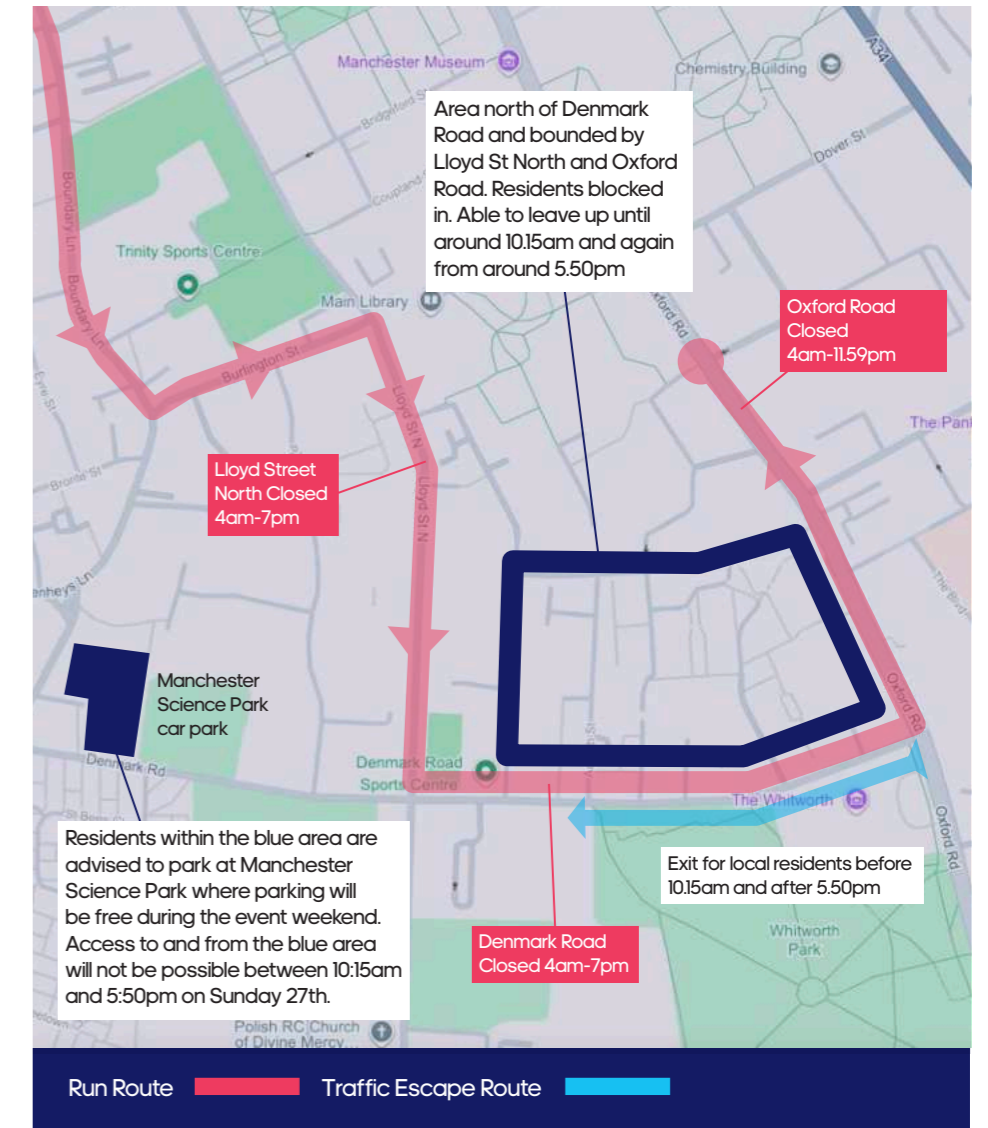 Manchester Museum
Chemistry Building
A34
Area north of Denmark
Road and bounded by
Lloyd St North and Oxford
Road. Residents blocked
in. Able to leave up until
around 10.15am and again
from around 5.50pm
Bridgeford St
Dover St
Coupland
Boundary Ln
Trinity Sports Centre
Boundary Ln
Main Library
Oxford Rd
Oxford Road
Closed
4am-11.59pm
Burlington St
Eyre St
Lloyd St N
The Pank
Lloyd Street
North Closed
4am-7pm
Bronte St
Lloyd St N
enheys Ln
Manchester
Science Park
car park
Oxford Rd
Denmark Rd
Denmark Road
Sports Centre
The Whitworth
Oxford Rd
Residents within the blue area are
advised to park at Manchester
Science Park where parking will
be free during the event weekend.
Access to and from the blue area
will not be possible between 10:15am
and 5:50pm on Sunday 27th.
Exit for local residents before
10.15am and after 5.50pm
Denmark Road
Closed 4am-7pm
Whitworth
Park
Polish RC Church
of Divine Mercy...
Run Route
Traffic Escape Route